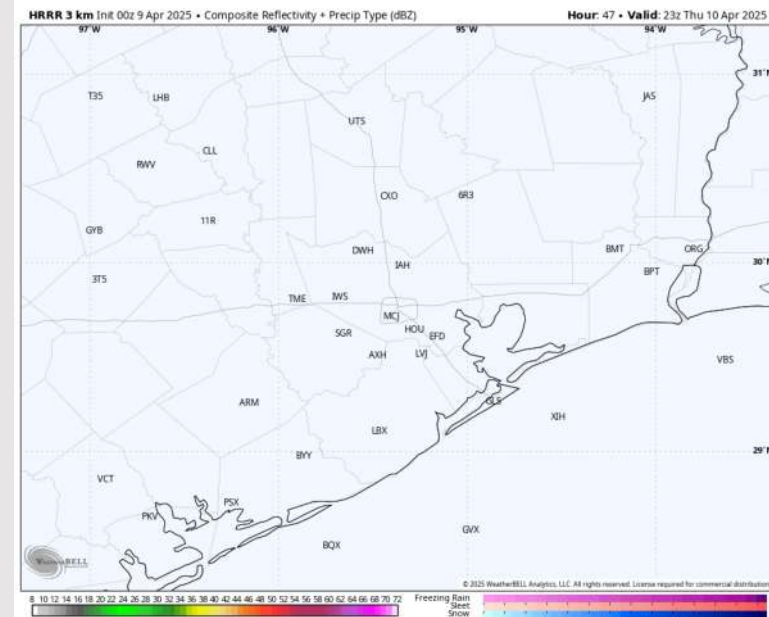 HRRR 3 km Init 00z 9 Apr 2025 • Composite Reflectivity + Precip Type (dBZ) Hour: 47 • Valid: 23z Thu 10 Apr 2025
97°W 96°W 95°W 94°W
31°N
T35 LHB JAS
UTS
CLL
RWV
CXO 6R3
11R
GYB
DWH BMT ORG
IAH
30°N
BPT
3T5
TME IWS
MCJ
HOU
SGR EFD
AXH LVJ
VBS
ARM GLS
XIH
LBX
29°N
BYY
VCT
PSX
PKV
GVX
BQX
WeatherBELL
© 2025 WeatherBELL Analytics, LLC. All rights reserved. License required for commercial distribution
8 10 12 14 16 18 20 22 24 26 28 30 32 34 36 38 40 42 44 46 48 50 52 54 56 58 60 62 64 66 68 70 72
Freezing Rain
Sleet
Snow